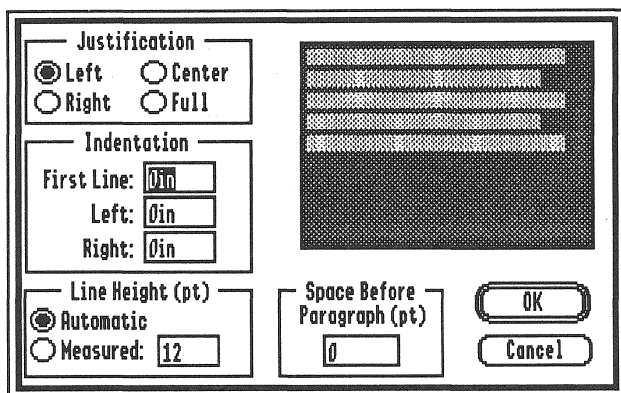 Justification
Left Center
Right Full
Indentation
First Line: 0in
Left: 0in
Right: 0in
Line Height (pt)
Automatic
Measured: 12
Space Before
Paragraph (pt)
0
OK
Cancel